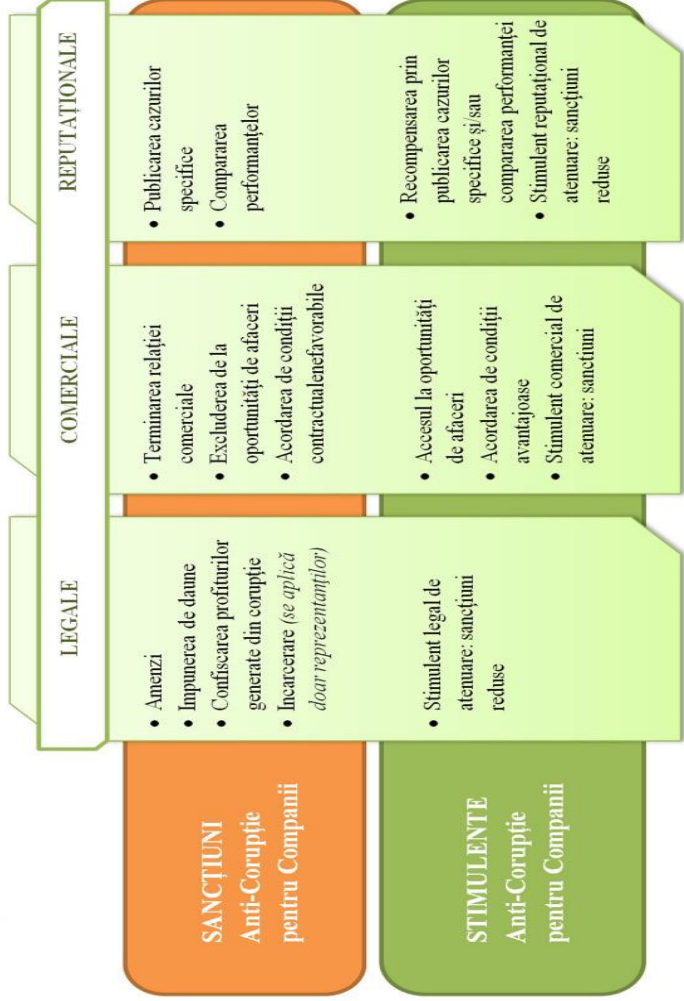 LEGALE
COMERCIALE
REPUTAȚIONALE
SANCȚIUNI
Anti-Corupție
pentru Companii
• Amenzi
• Impunerea de daune
• Confiscarea profiturilor
generate din corupție
• Incarcerare (se aplică
doar reprezentanților)
• Terminarea relației
comerciale
• Excluderea de la
oportunități de afaceri
• Acordarea de condiții
contractualenefavorabile
• Publicarea cazurilor
specifice
• Compararea
performanțelor
STIMULENTE
Anti-Corupție
pentru Companii
• Stimulent legal de
atenuare: sancțiuni
reduse
• Accesul la oportunități
de afaceri
• Acordarea de condiții
avantajoase
• Stimulent comercial de
atenuare: sanctiuni
• Recompensarea prin
publicarea cazurilor
specifice și/sau
compararea performanței
• Stimulent reputațional de
atenuare: sancțiuni
reduse